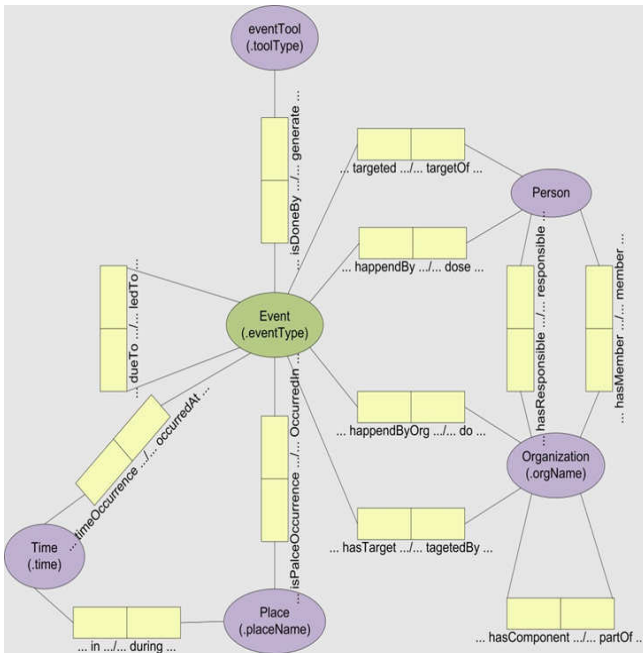 eventTool
(.toolType)
... isDoneBy .../... generate ...
... targeted .../... targetOf ...
Person
... happendBy .../... dose ...
... dueTo .../... ledTo ...
Event
(.eventType)
... hasResponsible .../... responsible ...
... hasMember .../... member ...
... timeOccurrence .../... occurredAt ...
... isPalceOccurrence .../... OccurredIn ...
... happendByOrg .../... do ...
Organization
(.orgName)
... hasTarget .../... tagetedBy ...
Time
(.time)
Place
(.placeName)
... in .../... during ...
... hasComponent .../... partOf ...